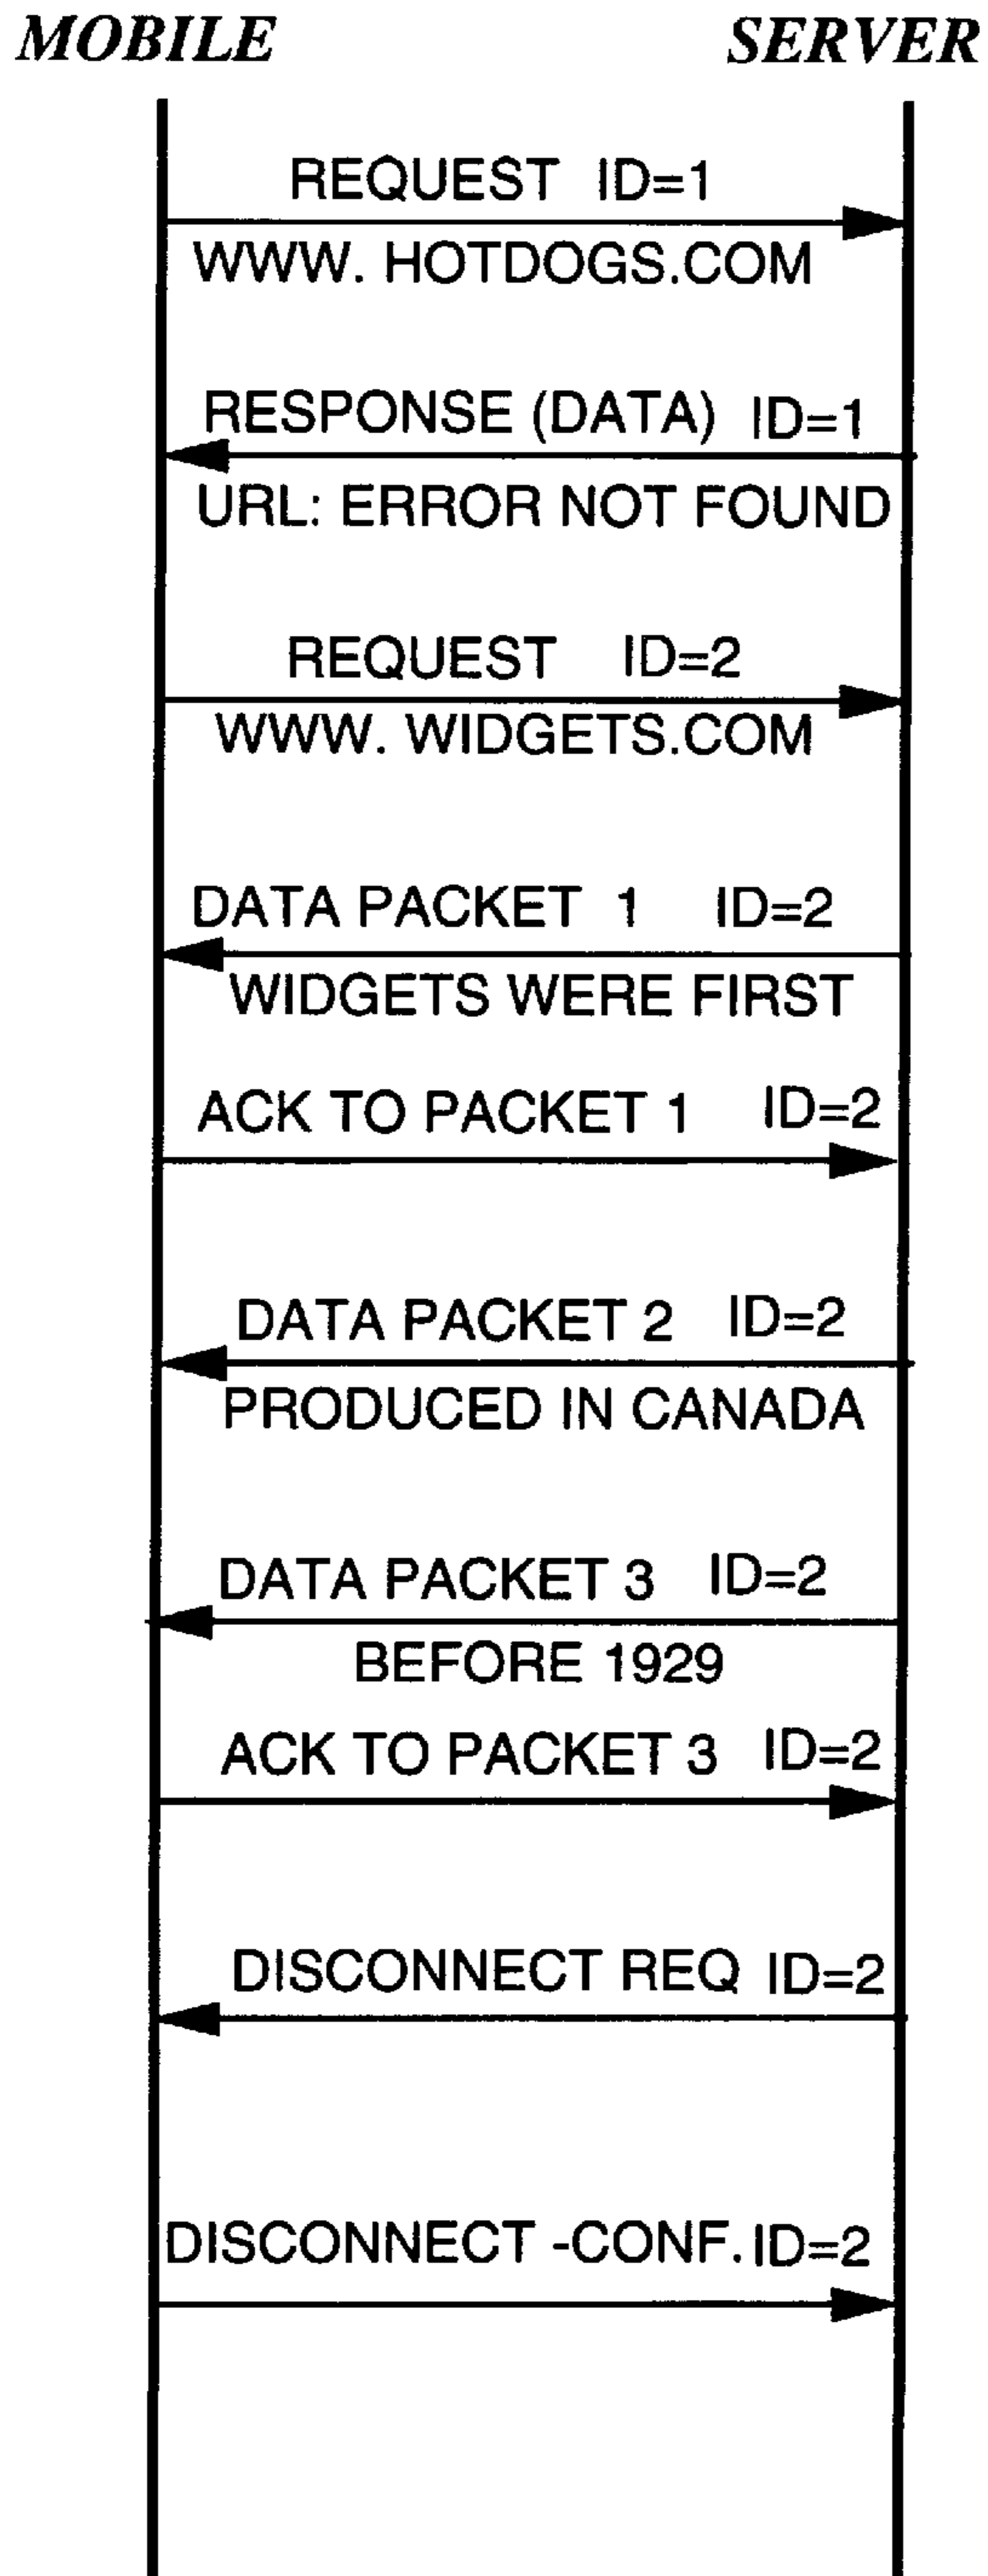 MOBILE SERVER
REQUEST ID=1
WWW. HOTDOGS.COM
RESPONSE (DATA) ID=1
URL: ERROR NOT FOUND
REQUEST ID=2
WWW. WIDGETS.COM
DATA PACKET 1 ID=2
WIDGETS WERE FIRST
ACK TO PACKET 1 ID=2
DATA PACKET 2 ID=2
PRODUCED IN CANADA
DATA PACKET 3 ID=2
BEFORE 1929
ACK TO PACKET 3 ID=2
DISCONNECT REQ ID=2
DISCONNECT -CONF. ID=2